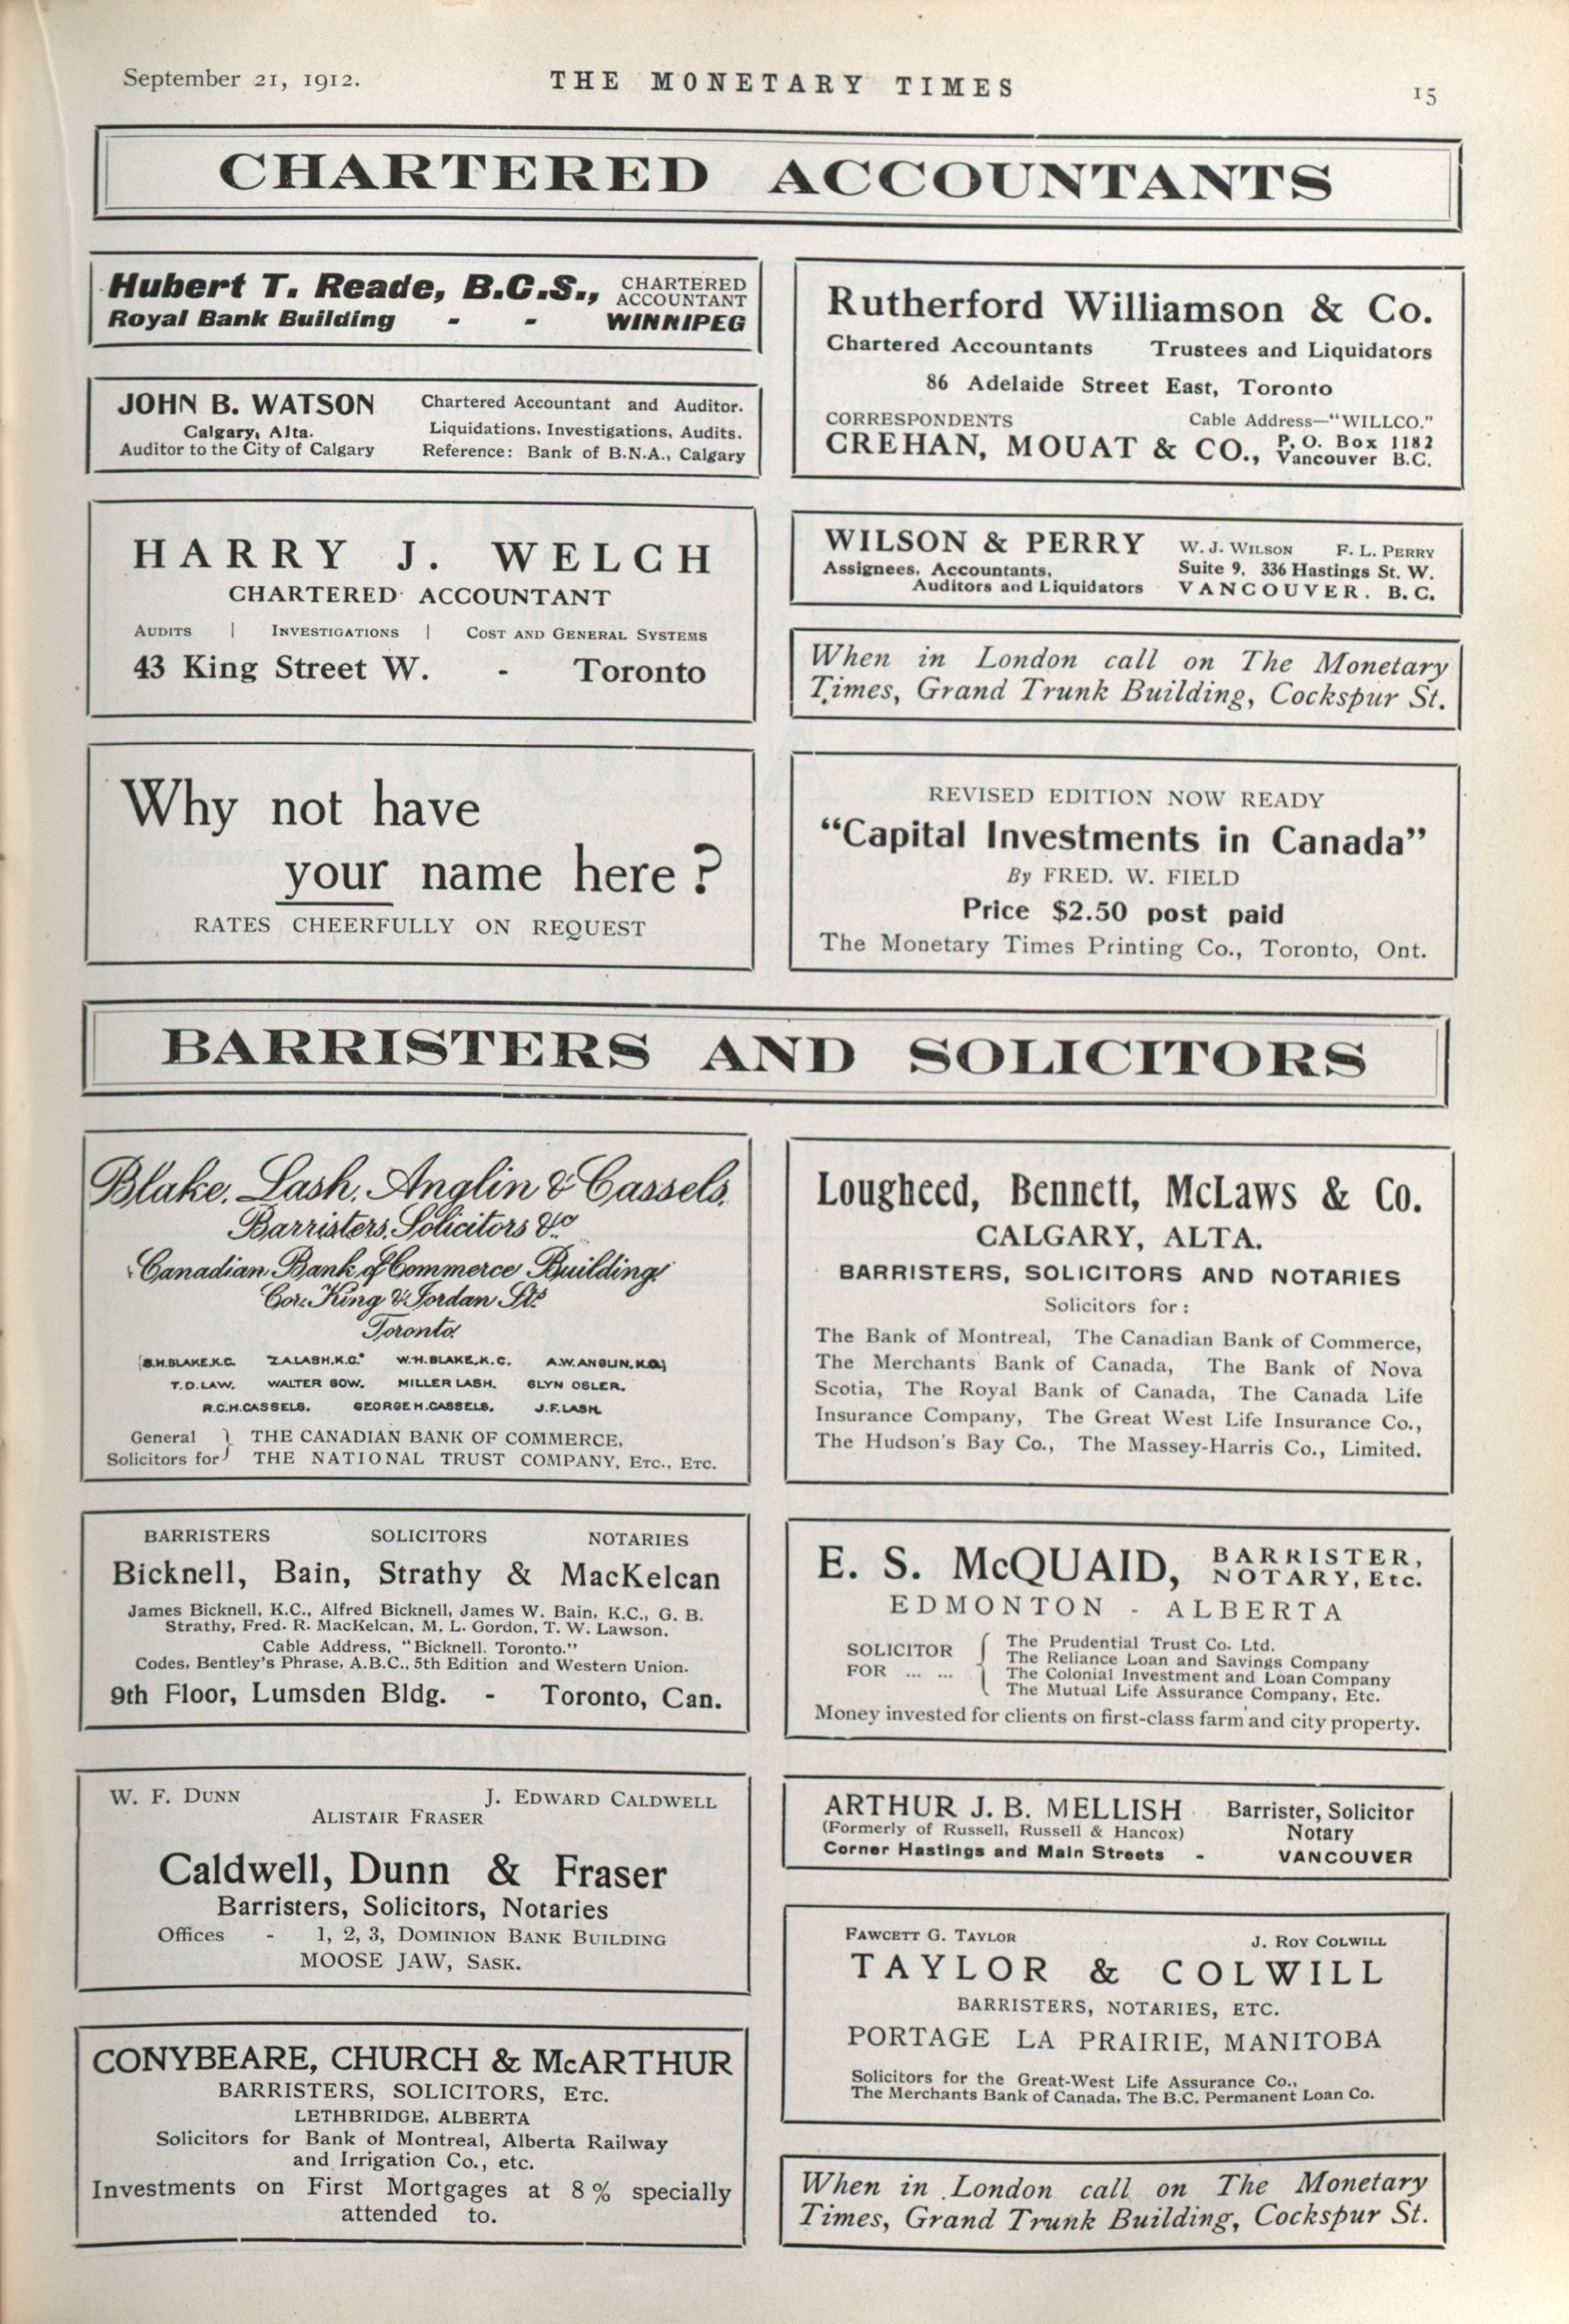 September 21, 1912.
THE MONETARY TIMES
15
CHARTERED ACCOUNTANTS
Hubert T. Reade, B.C.S., CHARTERED ACCOUNTANT
Royal Bank Building - - WINNIPEG
JOHN B. WATSON
Calgary, Alta.
Auditor to the City of Calgary
Chartered Accountant and Auditor.
Liquidations, Investigations, Audits.
Reference: Bank of B.N.A., Calgary
HARRY J. WELCH
CHARTERED ACCOUNTANT
AUDITS | INVESTIGATIONS | COST AND GENERAL SYSTEMS
43 King Street W. - Toronto
Why not have
your name here?
RATES CHEERFULLY ON REQUEST
Rutherford Williamson & Co.
Chartered Accountants Trustees and Liquidators
86 Adelaide Street East, Toronto
CORRESPONDENTS Cable Address—"WILLCO."
CREHAN, MOUAT & CO., P. O. Box 1182 Vancouver B.C.
WILSON & PERRY
Assignees, Accountants,
Auditors and Liquidators
W. J. WILSON F. L. PERRY
Suite 9, 336 Hastings St. W.
VANCOUVER. B. C.
When in London call on The Monetary
Times, Grand Trunk Building, Cockspur St.
REVISED EDITION NOW READY
"Capital Investments in Canada"
By FRED. W. FIELD
Price $2.50 post paid
The Monetary Times Printing Co., Toronto, Ont.
BARRISTERS AND SOLICITORS
Blake, Lash, Anglin & Cassels,
Barristers, Solicitors &c.
Canadian Bank of Commerce Building,
Cor. King & Jordan Sts.
Toronto.
S.H.BLAKE,K.C. Z.A.LASH,K.C. W.H.BLAKE,K.C. A.W.ANGLIN,K.C.
T.D.LAW. WALTER GOW. MILLER LASH. GLYN OSLER.
R.C.H.CASSELS. GEORGE H.CASSELS. J.F.LASH.
General Solicitors for } THE CANADIAN BANK OF COMMERCE,
THE NATIONAL TRUST COMPANY, ETC., ETC.
BARRISTERS SOLICITORS NOTARIES
Bicknell, Bain, Strathy & MacKelcan
James Bicknell, K.C., Alfred Bicknell, James W. Bain, K.C., G. B.
Strathy, Fred. R. MacKelcan, M. L. Gordon, T. W. Lawson.
Cable Address, "Bicknell. Toronto."
Codes, Bentley's Phrase, A.B.C., 5th Edition and Western Union.
9th Floor, Lumsden Bldg. - Toronto, Can.
W. F. DUNN J. EDWARD CALDWELL
ALISTAIR FRASER
Caldwell, Dunn & Fraser
Barristers, Solicitors, Notaries
Offices - 1, 2, 3, DOMINION BANK BUILDING
MOOSE JAW, SASK.
CONYBEARE, CHURCH & McARTHUR
BARRISTERS, SOLICITORS, ETC.
LETHBRIDGE, ALBERTA
Solicitors for Bank of Montreal, Alberta Railway
and Irrigation Co., etc.
Investments on First Mortgages at 8% specially
attended to.
Lougheed, Bennett, McLaws & Co.
CALGARY, ALTA.
BARRISTERS, SOLICITORS AND NOTARIES
Solicitors for:
The Bank of Montreal, The Canadian Bank of Commerce,
The Merchants Bank of Canada, The Bank of Nova
Scotia, The Royal Bank of Canada, The Canada Life
Insurance Company, The Great West Life Insurance Co.,
The Hudson's Bay Co., The Massey-Harris Co., Limited.
E. S. McQUAID, BARRISTER, NOTARY, Etc.
EDMONTON - ALBERTA
SOLICITOR FOR ... ...
The Prudential Trust Co. Ltd.
The Reliance Loan and Savings Company
The Colonial Investment and Loan Company
The Mutual Life Assurance Company, Etc.
Money invested for clients on first-class farm and city property.
ARTHUR J. B. MELLISH
(Formerly of Russell, Russell & Hancox)
Corner Hastings and Main Streets -
Barrister, Solicitor
Notary
VANCOUVER
FAWCETT G. TAYLOR J. ROY COLWILL
TAYLOR & COLWILL
BARRISTERS, NOTARIES, ETC.
PORTAGE LA PRAIRIE, MANITOBA
Solicitors for the Great-West Life Assurance Co.,
The Merchants Bank of Canada, The B.C. Permanent Loan Co.
When in London call on The Monetary
Times, Grand Trunk Building, Cockspur St.